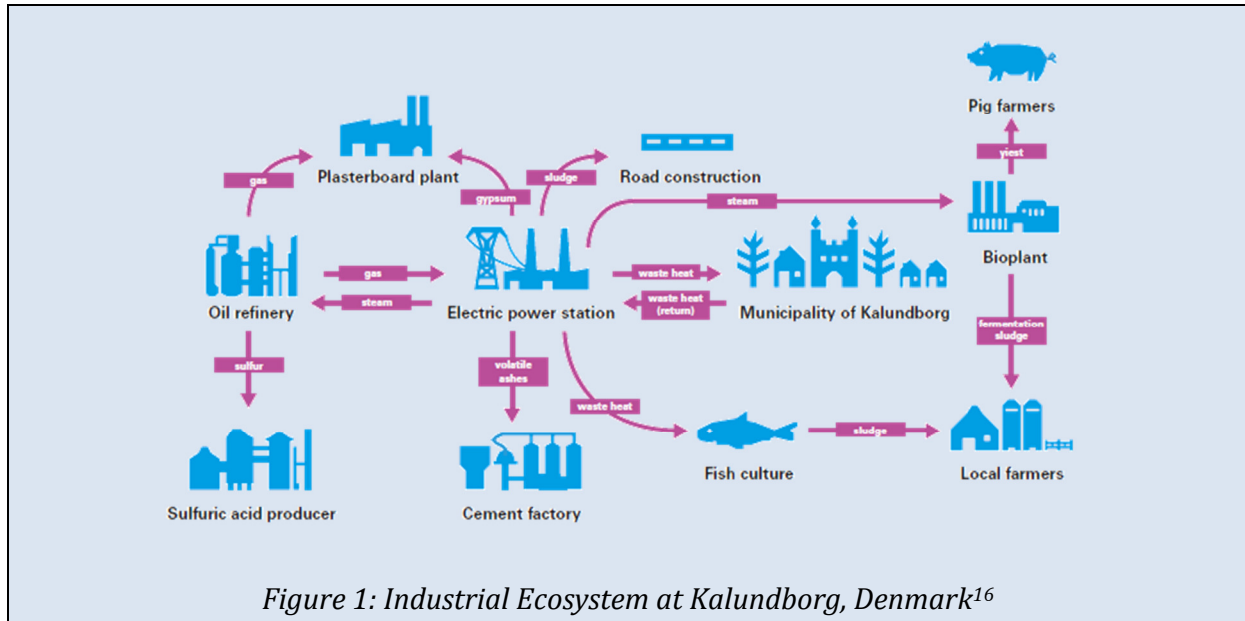 Pig farmers
yiest
Plasterboard plant
Road construction
gas
gypsum
sludge
steam
Bioplant
gas
steam
waste heat
waste heat
(return)
Oil refinery
Electric power station
Municipality of Kalundborg
fermentation
sludge
sulfur
volatile
ashes
waste heat
sludge
Fish culture
Local farmers
Sulfuric acid producer
Cement factory
Figure 1: Industrial Ecosystem at Kalundborg, Denmark¹⁶